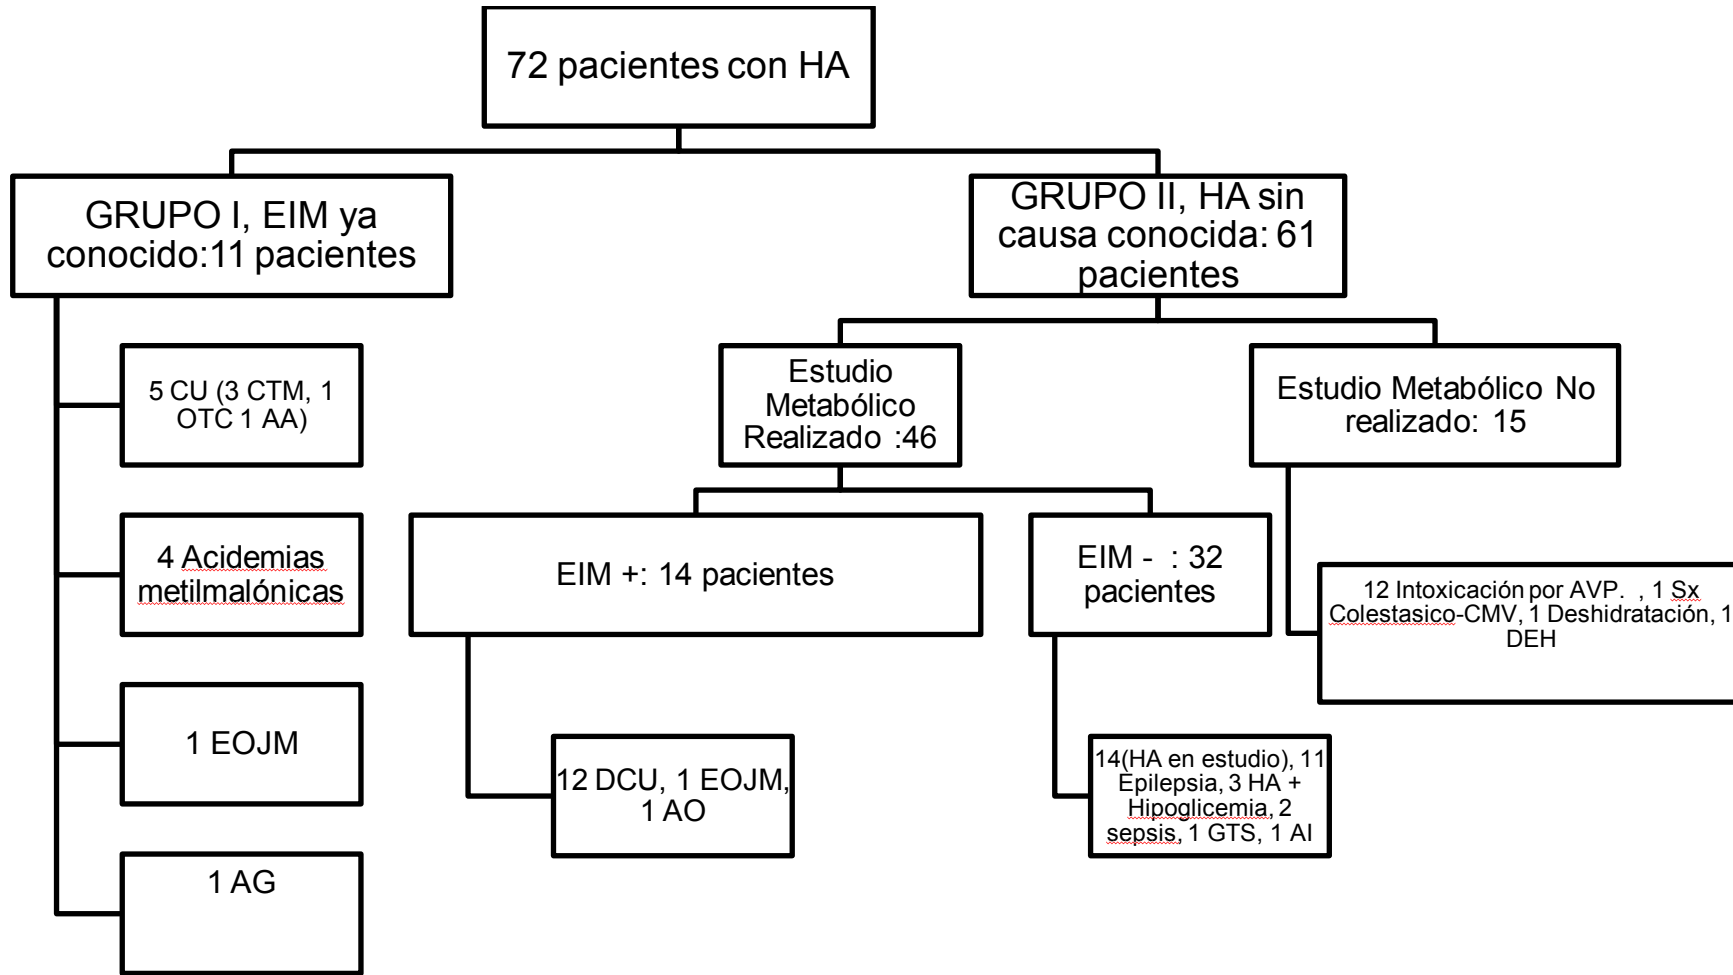 72 pacientes con HA
GRUPO I, EIM ya
conocido:11 pacientes
GRUPO II, HA sin
causa conocida: 61
pacientes
5 CU (3 CTM, 1
OTC 1 AA)
4 Acidemias
metilmalónicas
1 EOJM
1 AG
Estudio
Metabólico
Realizado :46
Estudio Metabólico No
realizado: 15
EIM +: 14 pacientes
EIM - : 32
pacientes
12 Intoxicación por AVP. , 1 Sx
Colestasico-CMV, 1 Deshidratación, 1
DEH
12 DCU, 1 EOJM,
1 AO
14(HA en estudio), 11
Epilepsia, 3 HA +
Hipoglicemia, 2
sepsis, 1 GTS, 1 AI